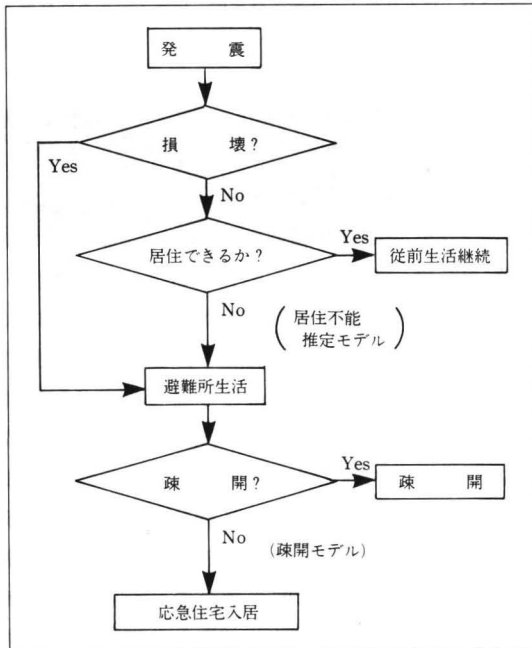 発　　震
損　　壊？
Yes
No
居住できるか？
Yes
従前生活継続
No
（居住不能
推定モデル）
避難所生活
疎　　開？
Yes
疎　　開
No
（疎開モデル）
応急住宅入居